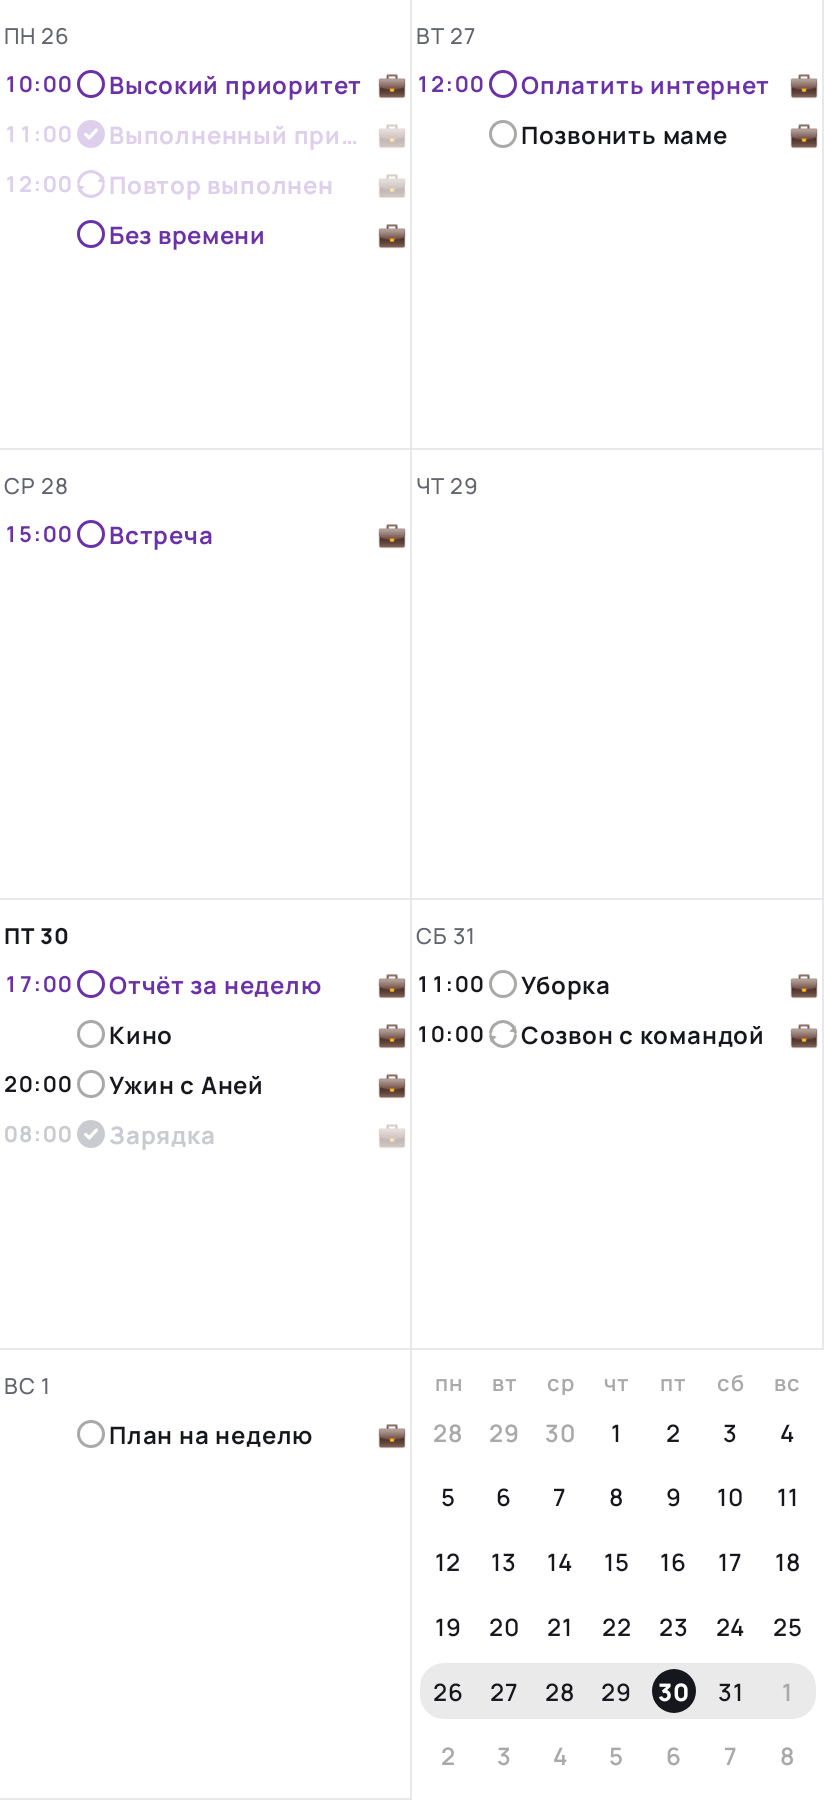 ПН 26
10:00 Высокий приоритет
11:00 Выполненный при...
12:00 Повтор выполнен
Без времени
ВТ 27
12:00 Оплатить интернет
Позвонить маме
СР 28
15:00 Встреча
ЧТ 29
ПТ 30
17:00 Отчёт за неделю
Кино
20:00 Ужин с Аней
08:00 Зарядка
СБ 31
11:00 Уборка
10:00 Созвон с командой
ВС 1
План на неделю
пн вт ср чт пт сб вс
28 29 30 1 2 3 4
5 6 7 8 9 10 11
12 13 14 15 16 17 18
19 20 21 22 23 24 25
26 27 28 29 30 31 1
2 3 4 5 6 7 8